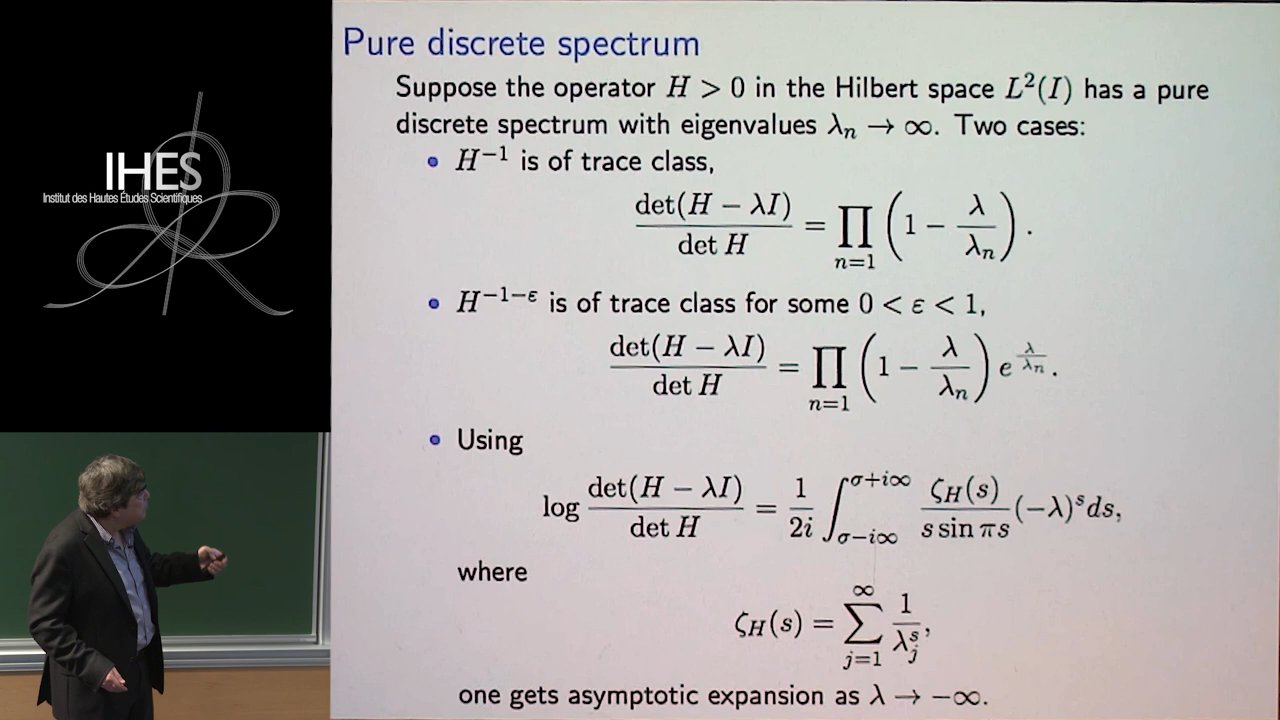 IHES
Institut des Hautes Études Scientifiques
Pure discrete spectrum
Suppose the operator H > 0 in the Hilbert space L²(I) has a pure
discrete spectrum with eigenvalues λₙ → ∞. Two cases:
• H⁻¹ is of trace class,
det(H − λI) / det H = ∏_{n=1} (1 − λ/λₙ).
• H^{−1−ε} is of trace class for some 0 < ε < 1,
det(H − λI) / det H = ∏_{n=1} (1 − λ/λₙ) e^{λ/λₙ}.
• Using
log det(H − λI) / det H = 1/2i ∫_{σ−i∞}^{σ+i∞} ζ_H(s) / (s sin πs) (−λ)^s ds,
where
ζ_H(s) = ∑_{j=1}^{∞} 1/λ_j^s,
one gets asymptotic expansion as λ → −∞.